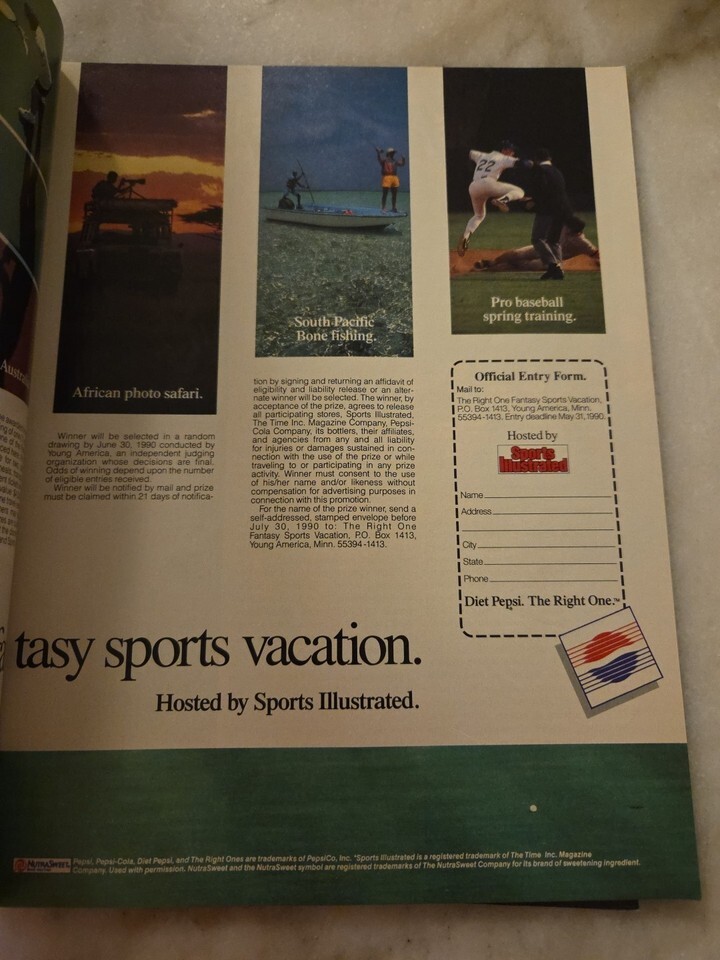 22
African photo safari.
South Pacific
Bone fishing.
Pro baseball
spring training.
Austra
Winner will be selected in a random
drawing by June 30, 1990 conducted by
Young America, an independent judging
organization whose decisions are final.
Odds of winning depend upon the number
of eligible entries received.
Winner will be notified by mail and prize
must be claimed within 21 days of notifica-
tion by signing and returning an affidavit of
eligibility and liability release or an alter-
nate winner will be selected. The winner, by
acceptance of the prize, agrees to release
all participating stores, Sports Illustrated,
The Time Inc. Magazine Company, Pepsi-
Cola Company, its bottlers, their affiliates,
and agencies from any and all liability
for injuries or damages sustained in con-
nection with the use of the prize or while
traveling to or participating in any prize
activity. Winner must consent to the use
of his/her name and/or likeness without
compensation for advertising purposes in
connection with this promotion.
For the name of the prize winner, send a
self-addressed, stamped envelope before
July 30, 1990 to: The Right One
Fantasy Sports Vacation, P.O. Box 1413,
Young America, Minn. 55394-1413.
Official Entry Form.
Mail to:
The Right One Fantasy Sports Vacation,
P.O. Box 1413, Young America, Minn.
55394-1413. Entry deadline May 31, 1990.
Hosted by
Sports
Illustrated
Name
Address
City
State
Phone
Diet Pepsi. The Right One.™
tasy sports vacation.
Hosted by Sports Illustrated.
NutraSweet
Pepsi, Pepsi-Cola, Diet Pepsi, and The Right Ones are trademarks of PepsiCo, Inc. *Sports Illustrated is a registered trademark of The Time Inc. Magazine
Company. Used with permission. NutraSweet and the NutraSweet symbol are registered trademarks of The NutraSweet Company for its brand of sweetening ingredient.